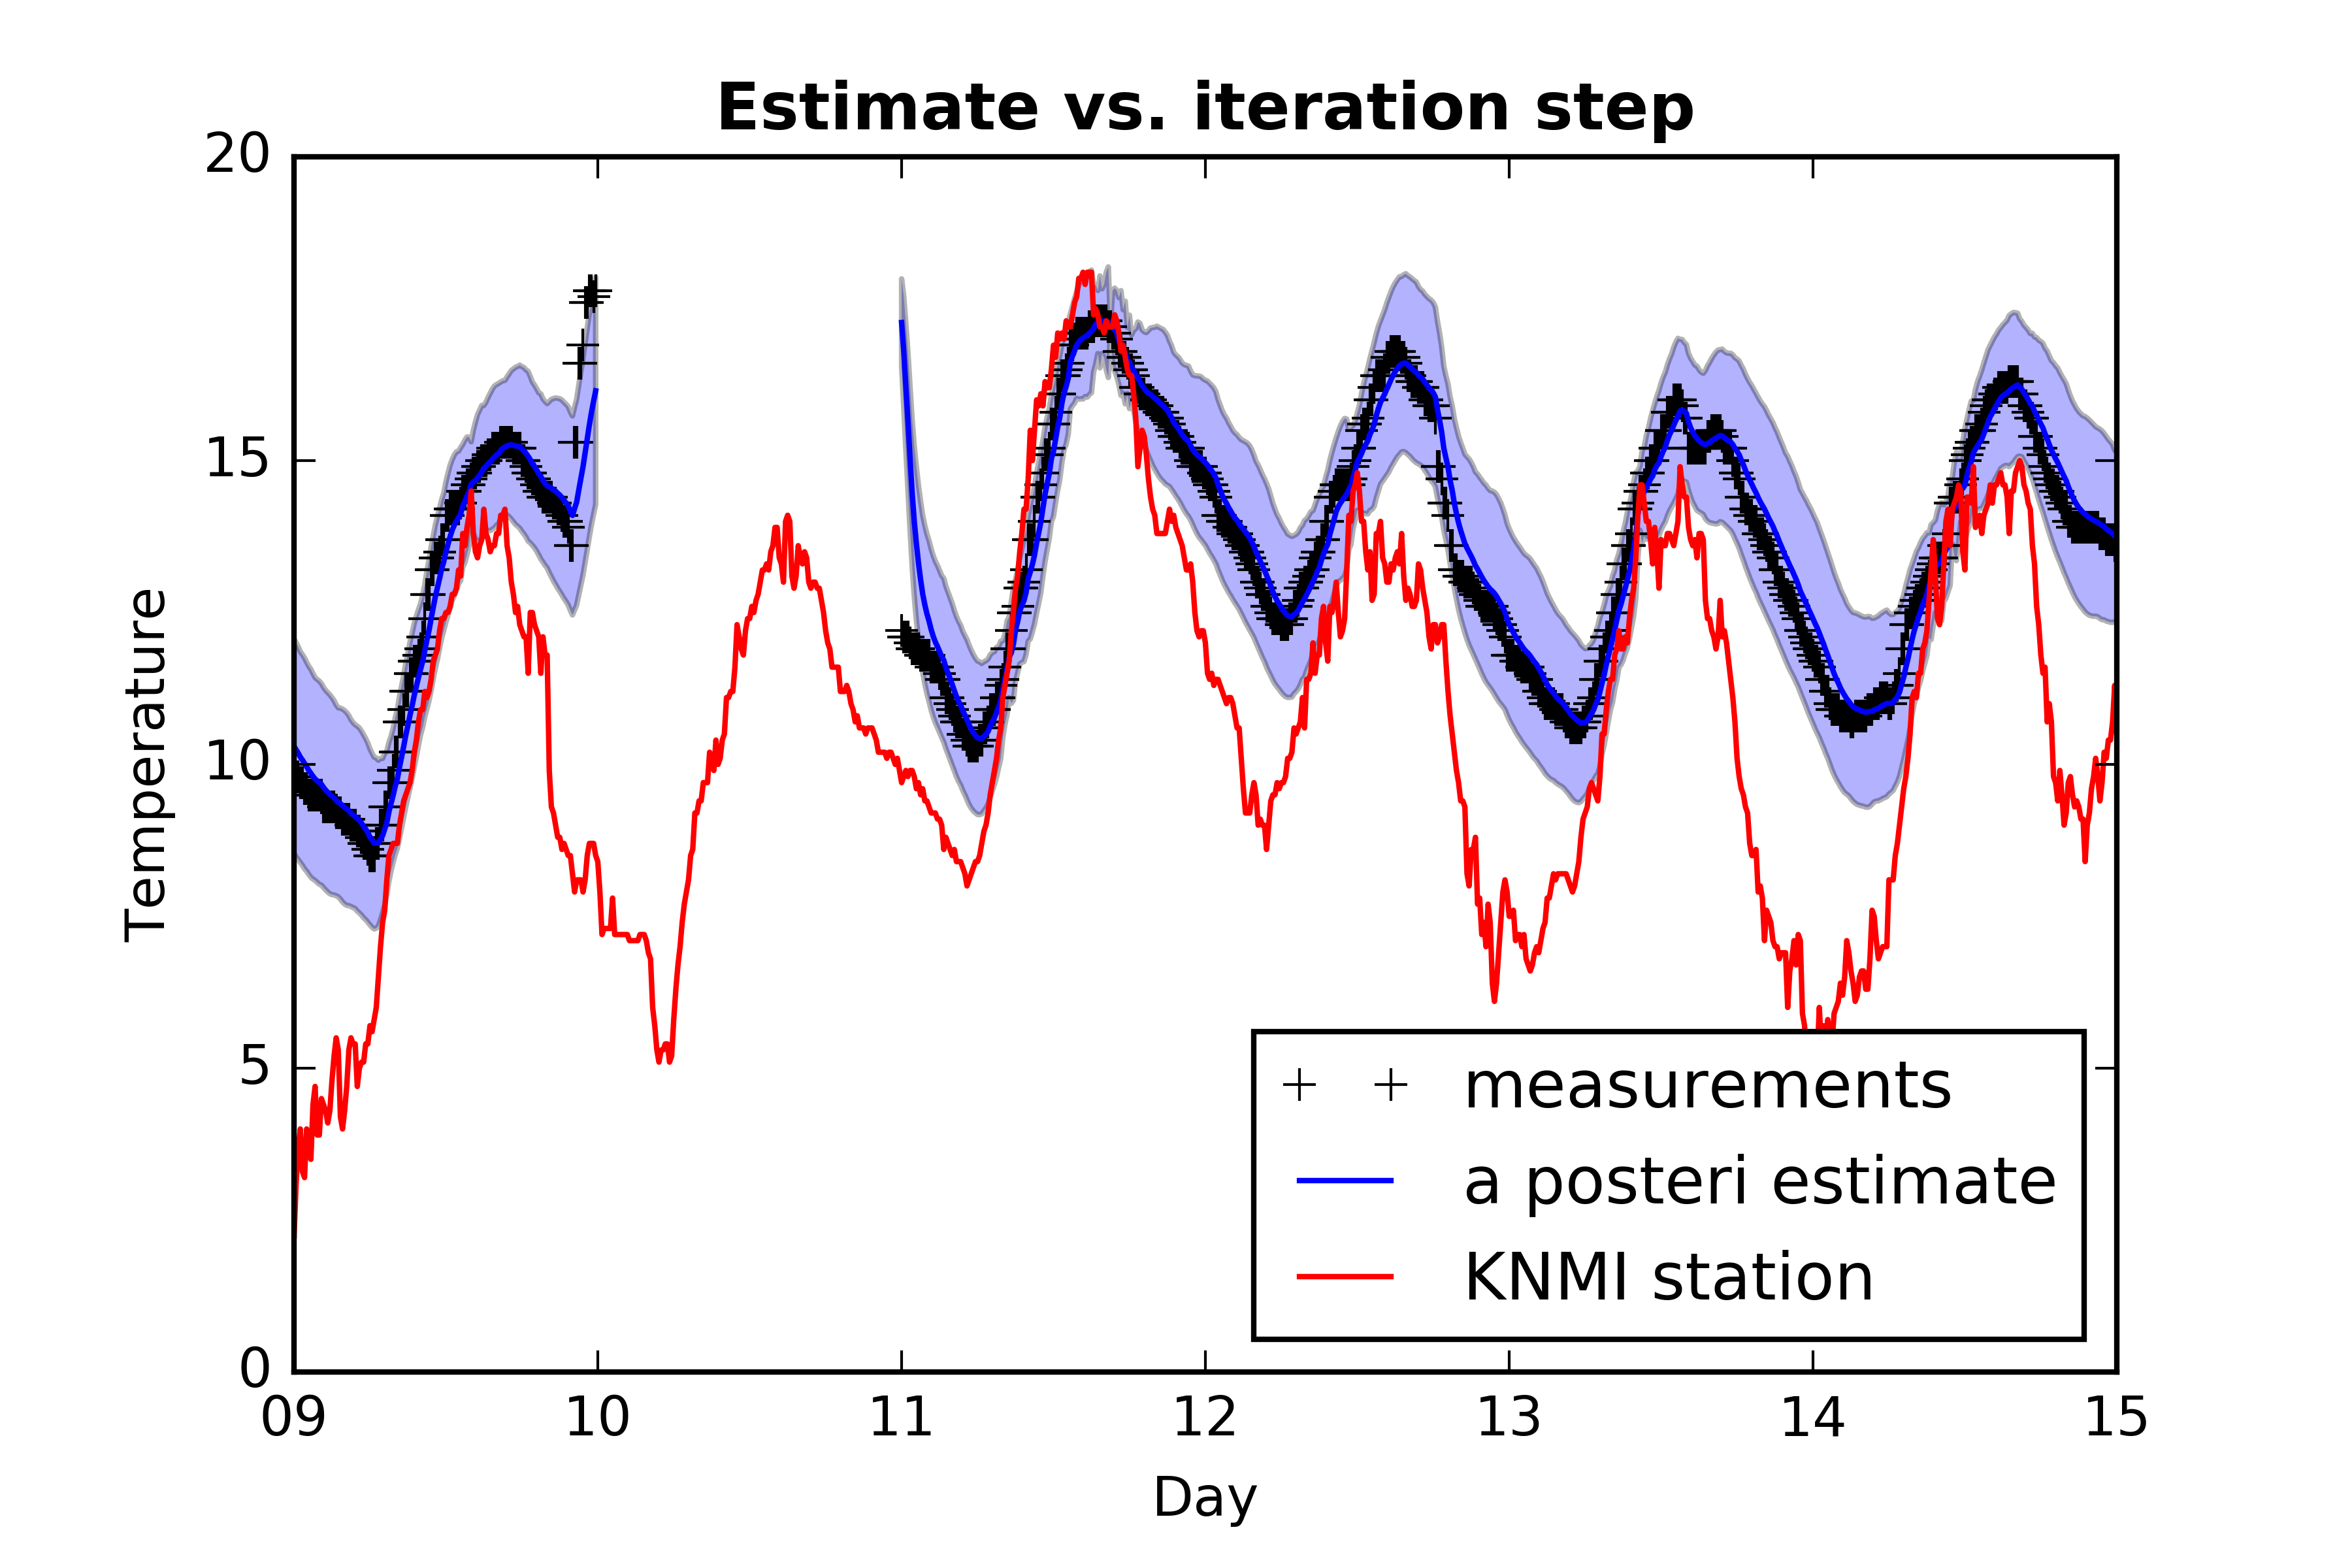 Estimate vs. iteration step
20
15
10
5
0
Temperature
09 10 11 12 13 14 15
Day
measurements
a posteri estimate
KNMI station